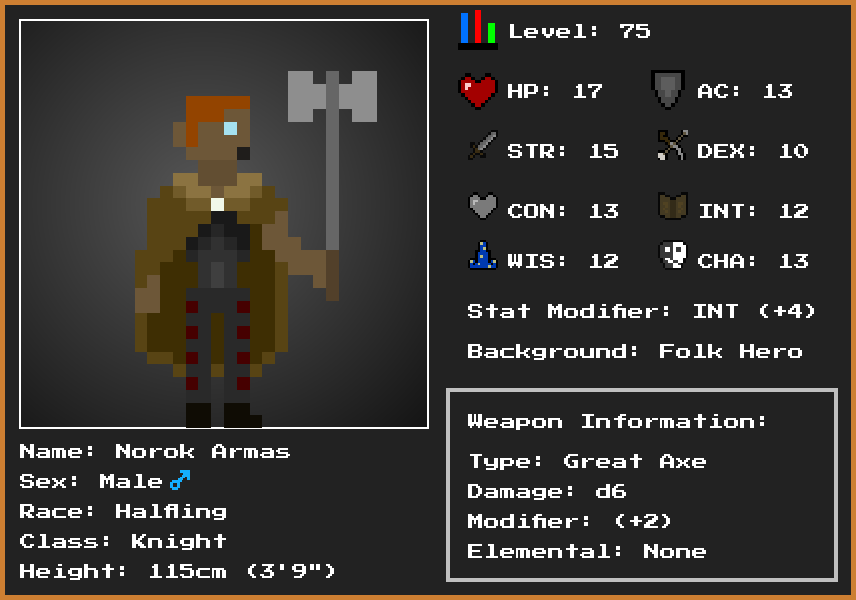 Level: 75
HP: 17
AC: 13
STR: 15
DEX: 10
CON: 13
INT: 12
WIS: 12
CHA: 13
Stat Modifier: INT (+4)
Background: Folk Hero
Weapon Information:
Type: Great Axe
Damage: d6
Modifier: (+2)
Elemental: None
Name: Norok Armas
Sex: Male ♂
Race: Halfling
Class: Knight
Height: 115cm (3'9")